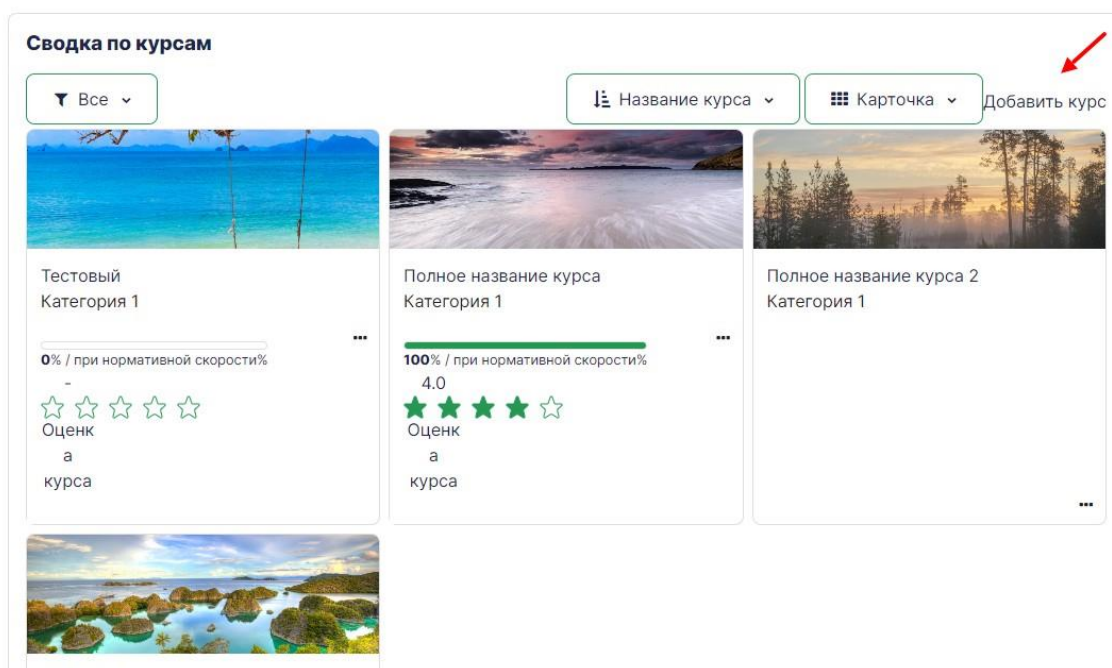 Сводка по курсам
Все
Название курса
Карточка
Добавить курс
Тестовый
Категория 1
0% / при нормативной скорости%
-
Оценк
а
курса
Полное название курса
Категория 1
100% / при нормативной скорости%
4.0
Оценк
а
курса
Полное название курса 2
Категория 1